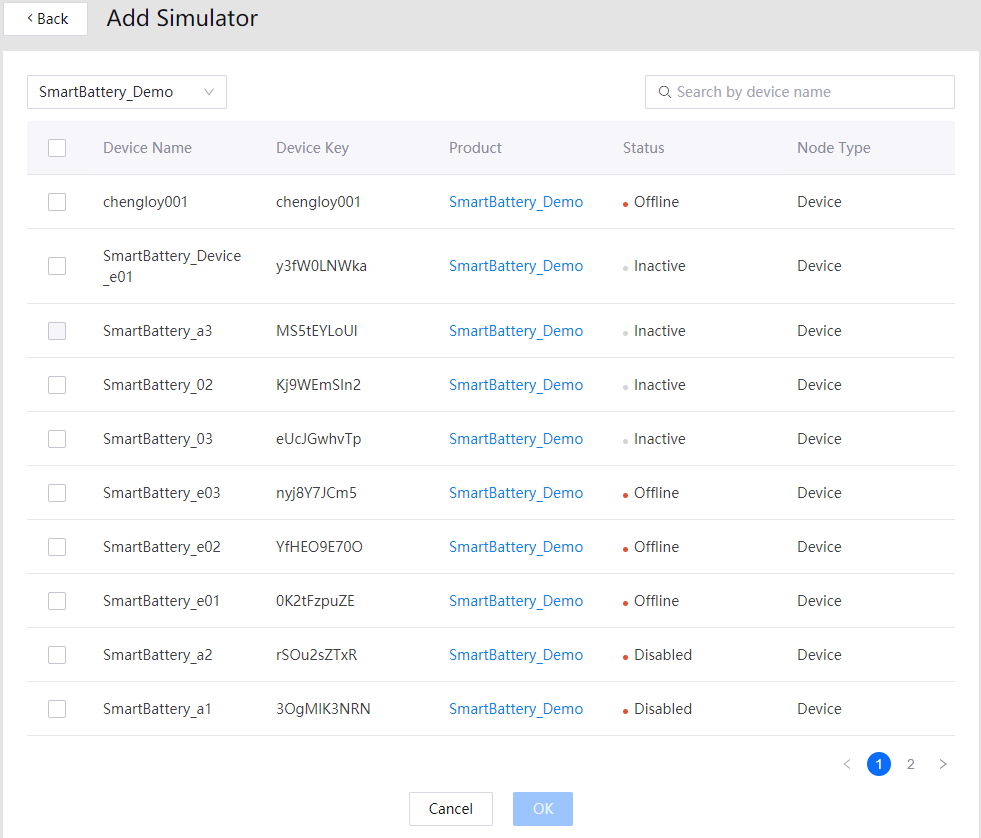 Back
Add Simulator
SmartBattery_Demo
Search by device name
Device Name Device Key Product Status Node Type
chengloy001 chengloy001 SmartBattery_Demo Offline Device
SmartBattery_Device
_e01 y3fW0LNWka SmartBattery_Demo Inactive Device
SmartBattery_a3 MS5tEYLoUI SmartBattery_Demo Inactive Device
SmartBattery_02 Kj9WEmSIn2 SmartBattery_Demo Inactive Device
SmartBattery_03 eUcJGwhvTp SmartBattery_Demo Inactive Device
SmartBattery_e03 nyj8Y7JCm5 SmartBattery_Demo Offline Device
SmartBattery_e02 YfHEO9E70O SmartBattery_Demo Offline Device
SmartBattery_e01 0K2tFzpuZE SmartBattery_Demo Offline Device
SmartBattery_a2 rSOu2sZTxR SmartBattery_Demo Disabled Device
SmartBattery_a1 3OgMIK3NRN SmartBattery_Demo Disabled Device
1 2
Cancel OK